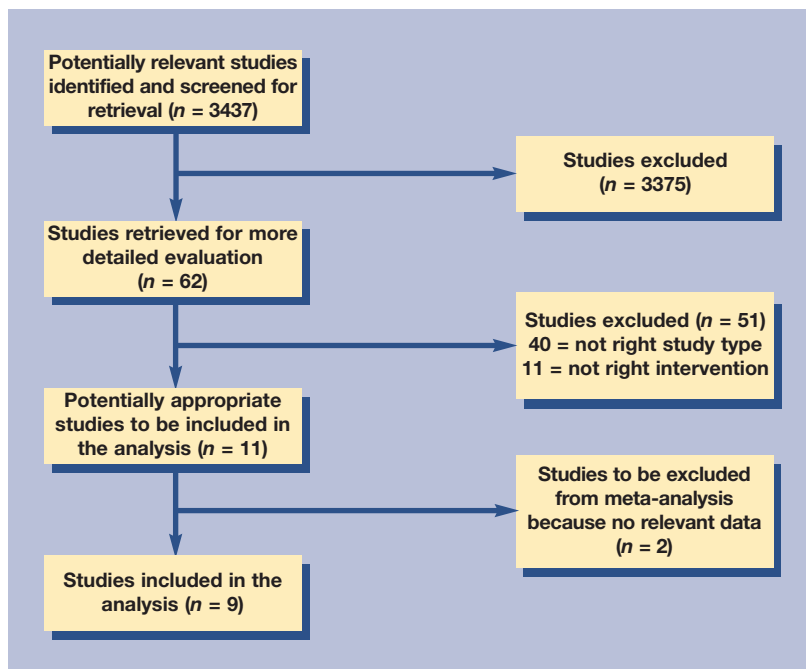 Potentially relevant studies
identified and screened for
retrieval (n = 3437)
Studies excluded
(n = 3375)
Studies retrieved for more
detailed evaluation
(n = 62)
Studies excluded (n = 51)
40 = not right study type
11 = not right intervention
Potentially appropriate
studies to be included in
the analysis (n = 11)
Studies to be excluded
from meta-analysis
because no relevant data
(n = 2)
Studies included in the
analysis (n = 9)